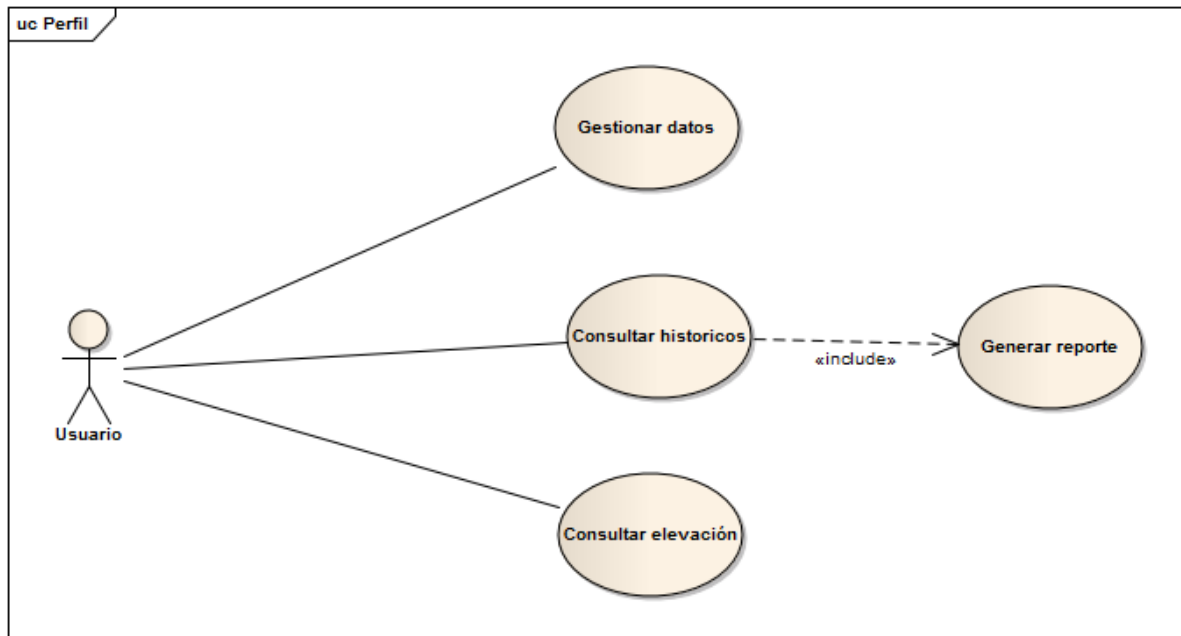 uc Perfil
Gestionar datos
Consultar historicos
«include»
Generar reporte
Usuario
Consultar elevación